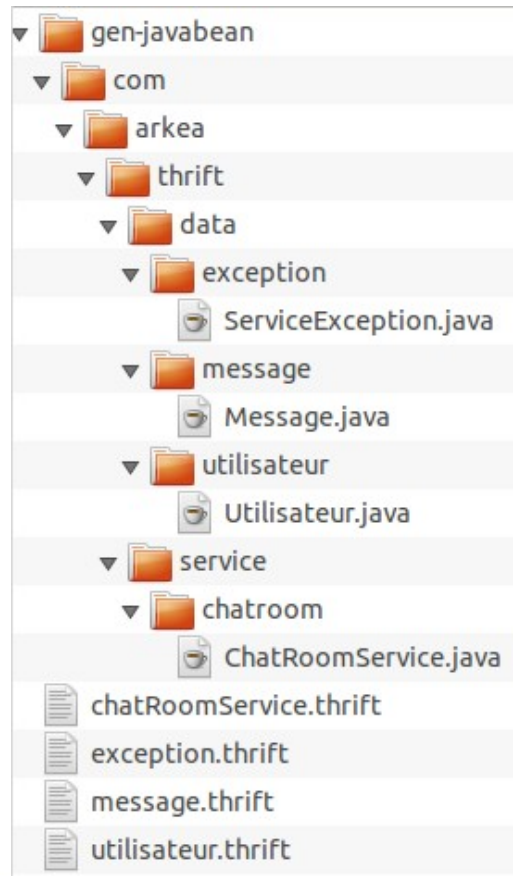 gen-javabean
com
arkea
thrift
data
exception
ServiceException.java
message
Message.java
utilisateur
Utilisateur.java
service
chatroom
ChatRoomService.java
chatRoomService.thrift
exception.thrift
message.thrift
utilisateur.thrift